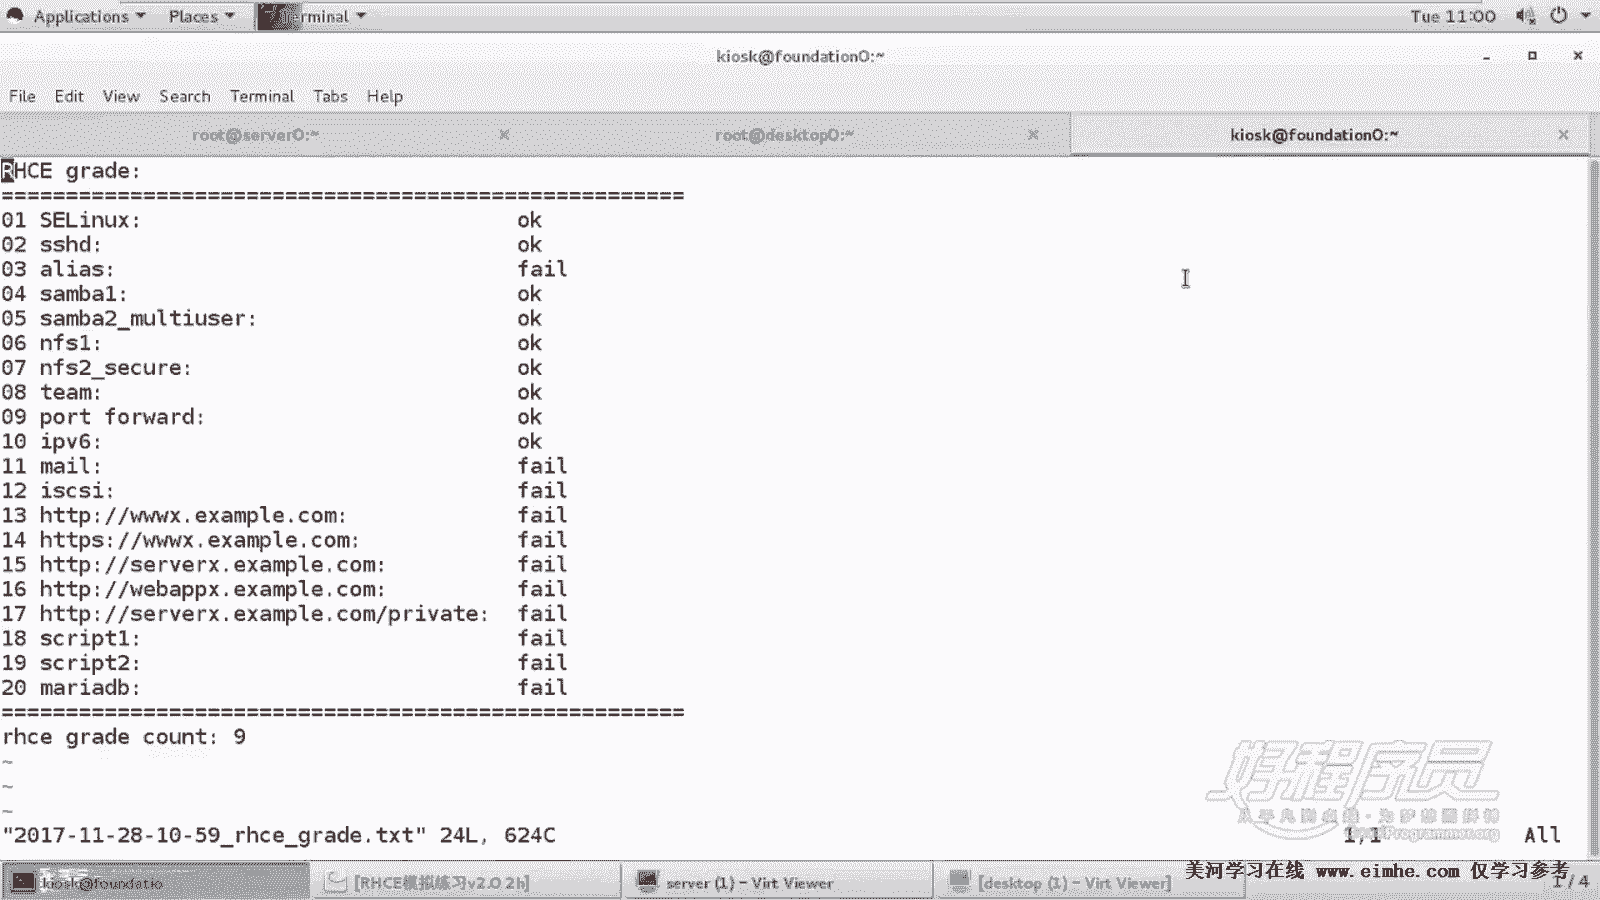 Applications Places Terminal Tue 11:00
kiosk@foundation0:~
File Edit View Search Terminal Tabs Help
root@server0:~ root@desktop0:~ kiosk@foundation0:~
RHCE grade:
=====================================================
01 SELinux: ok
02 sshd: ok
03 alias: fail
04 samba1: ok
05 samba2_multiuser: ok
06 nfs1: ok
07 nfs2_secure: ok
08 team: ok
09 port forward: ok
10 ipv6: ok
11 mail: fail
12 iscsi: fail
13 http://wwwx.example.com: fail
14 https://wwwx.example.com: fail
15 http://serverx.example.com: fail
16 http://webappx.example.com: fail
17 http://serverx.example.com/private: fail
18 script1: fail
19 script2: fail
20 mariadb: fail
=====================================================
rhce grade count: 9
~
~
~
好程序员
"2017-11-28-10-59_rhce_grade.txt" 24L, 624C 1,1 All
kiosk@foundatio [RHCE模拟练习v2.0 2h] server (1) - Virt Viewer [desktop (1) - Virt Viewer] 1 / 4
美河学习在线 www.eimhe.com 仅学习参考